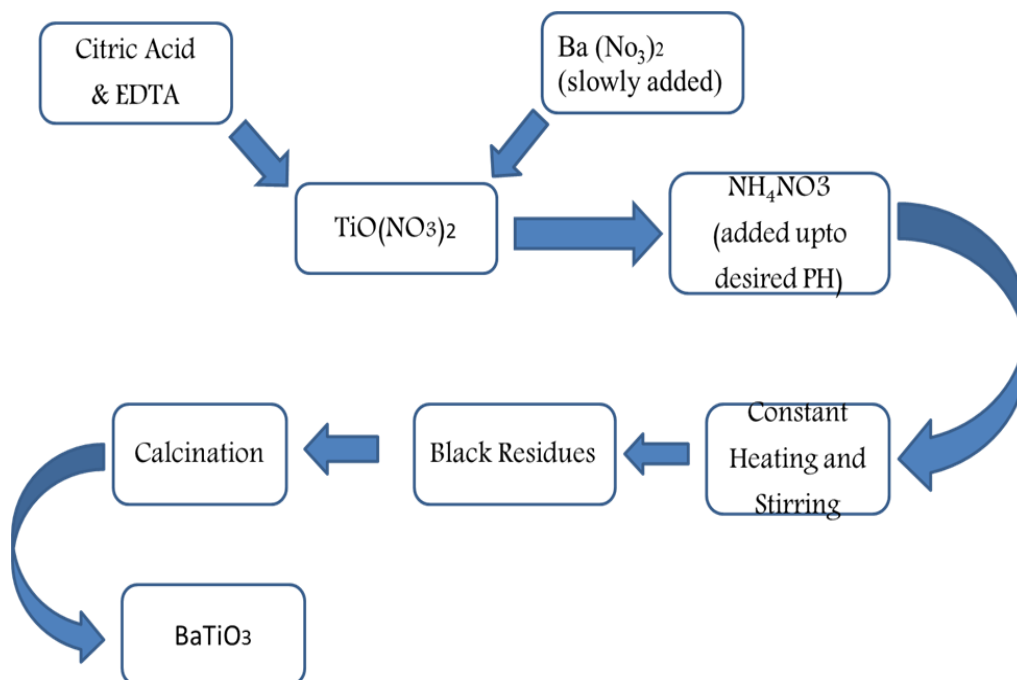 Citric Acid
& EDTA
Ba (No₃)₂
(slowly added)
TiO(NO₃)₂
NH₄NO3
(added upto
desired PH)
Constant
Heating and
Stirring
Black Residues
Calcination
BaTiO₃